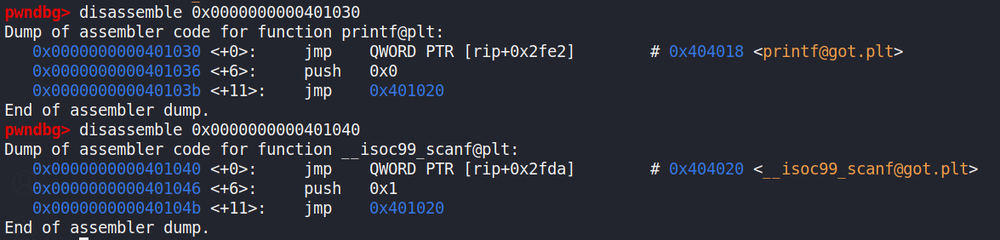 pwndbg> disassemble 0x0000000000401030
Dump of assembler code for function printf@plt:
   0x0000000000401030 <+0>:     jmp    QWORD PTR [rip+0x2fe2]        # 0x404018 <printf@got.plt>
   0x0000000000401036 <+6>:     push   0x0
   0x000000000040103b <+11>:    jmp    0x401020
End of assembler dump.
pwndbg> disassemble 0x0000000000401040
Dump of assembler code for function __isoc99_scanf@plt:
   0x0000000000401040 <+0>:     jmp    QWORD PTR [rip+0x2fda]        # 0x404020 <__isoc99_scanf@got.plt>
   0x0000000000401046 <+6>:     push   0x1
   0x000000000040104b <+11>:    jmp    0x401020
End of assembler dump.